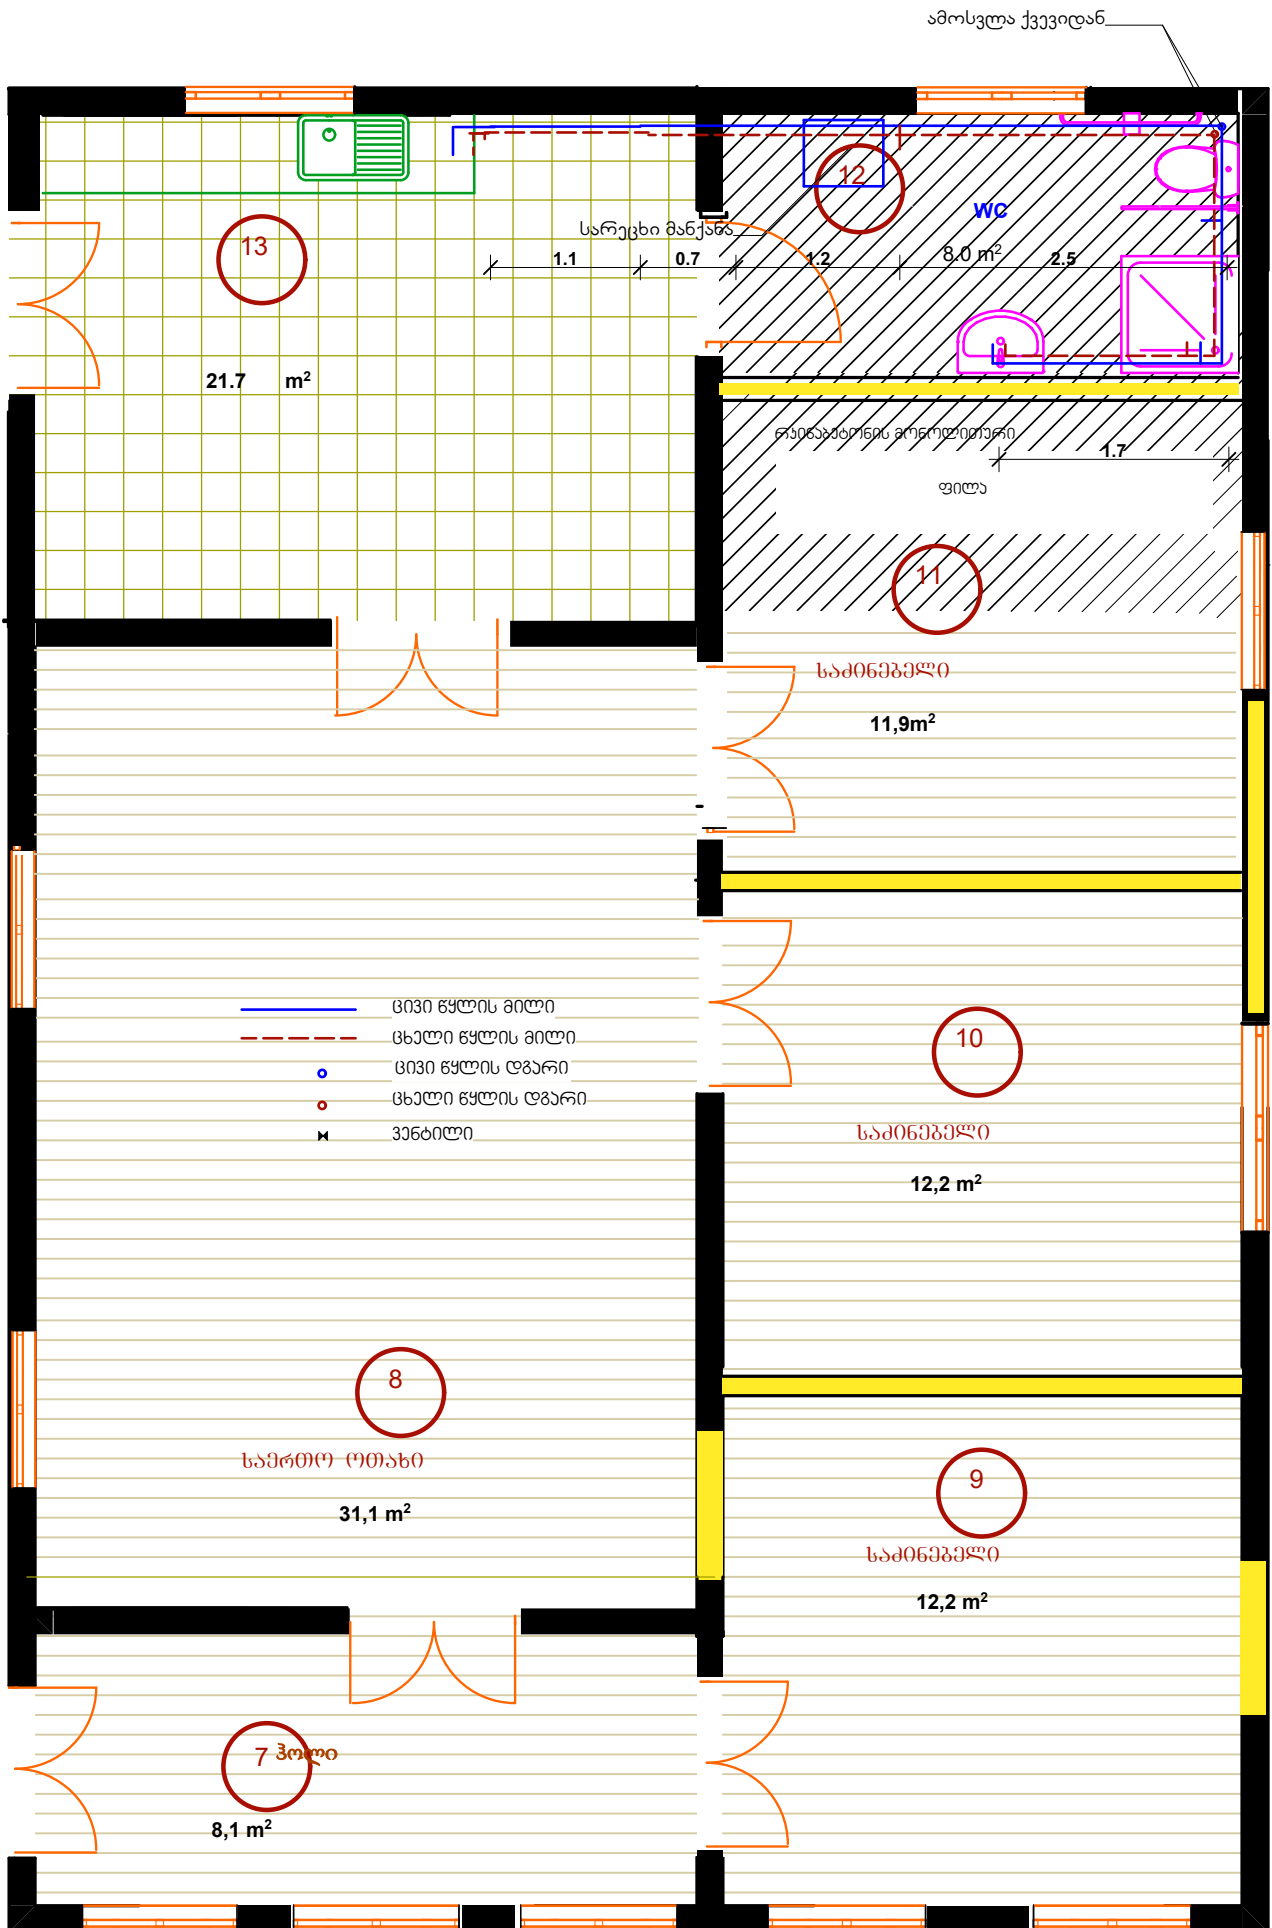 ამოსვლა ქვევიდან
12
WC
სარეცხი მანქანა
13
8.0 m²
1.1 0.7 1.2 2.5
21.7 m²
რკინაბეტონის მონოლითური
1.7
ფილა
11
საძინებელი
11,9m²
ცივი წყლის მილი
ცხელი წყლის მილი
ცივი წყლის დგარი
ცხელი წყლის დგარი
ვენტილი
10
საძინებელი
12,2 m²
8
საერთო ოთახი
31,1 m²
9
საძინებელი
12,2 m²
7 ჰოლი
8,1 m²